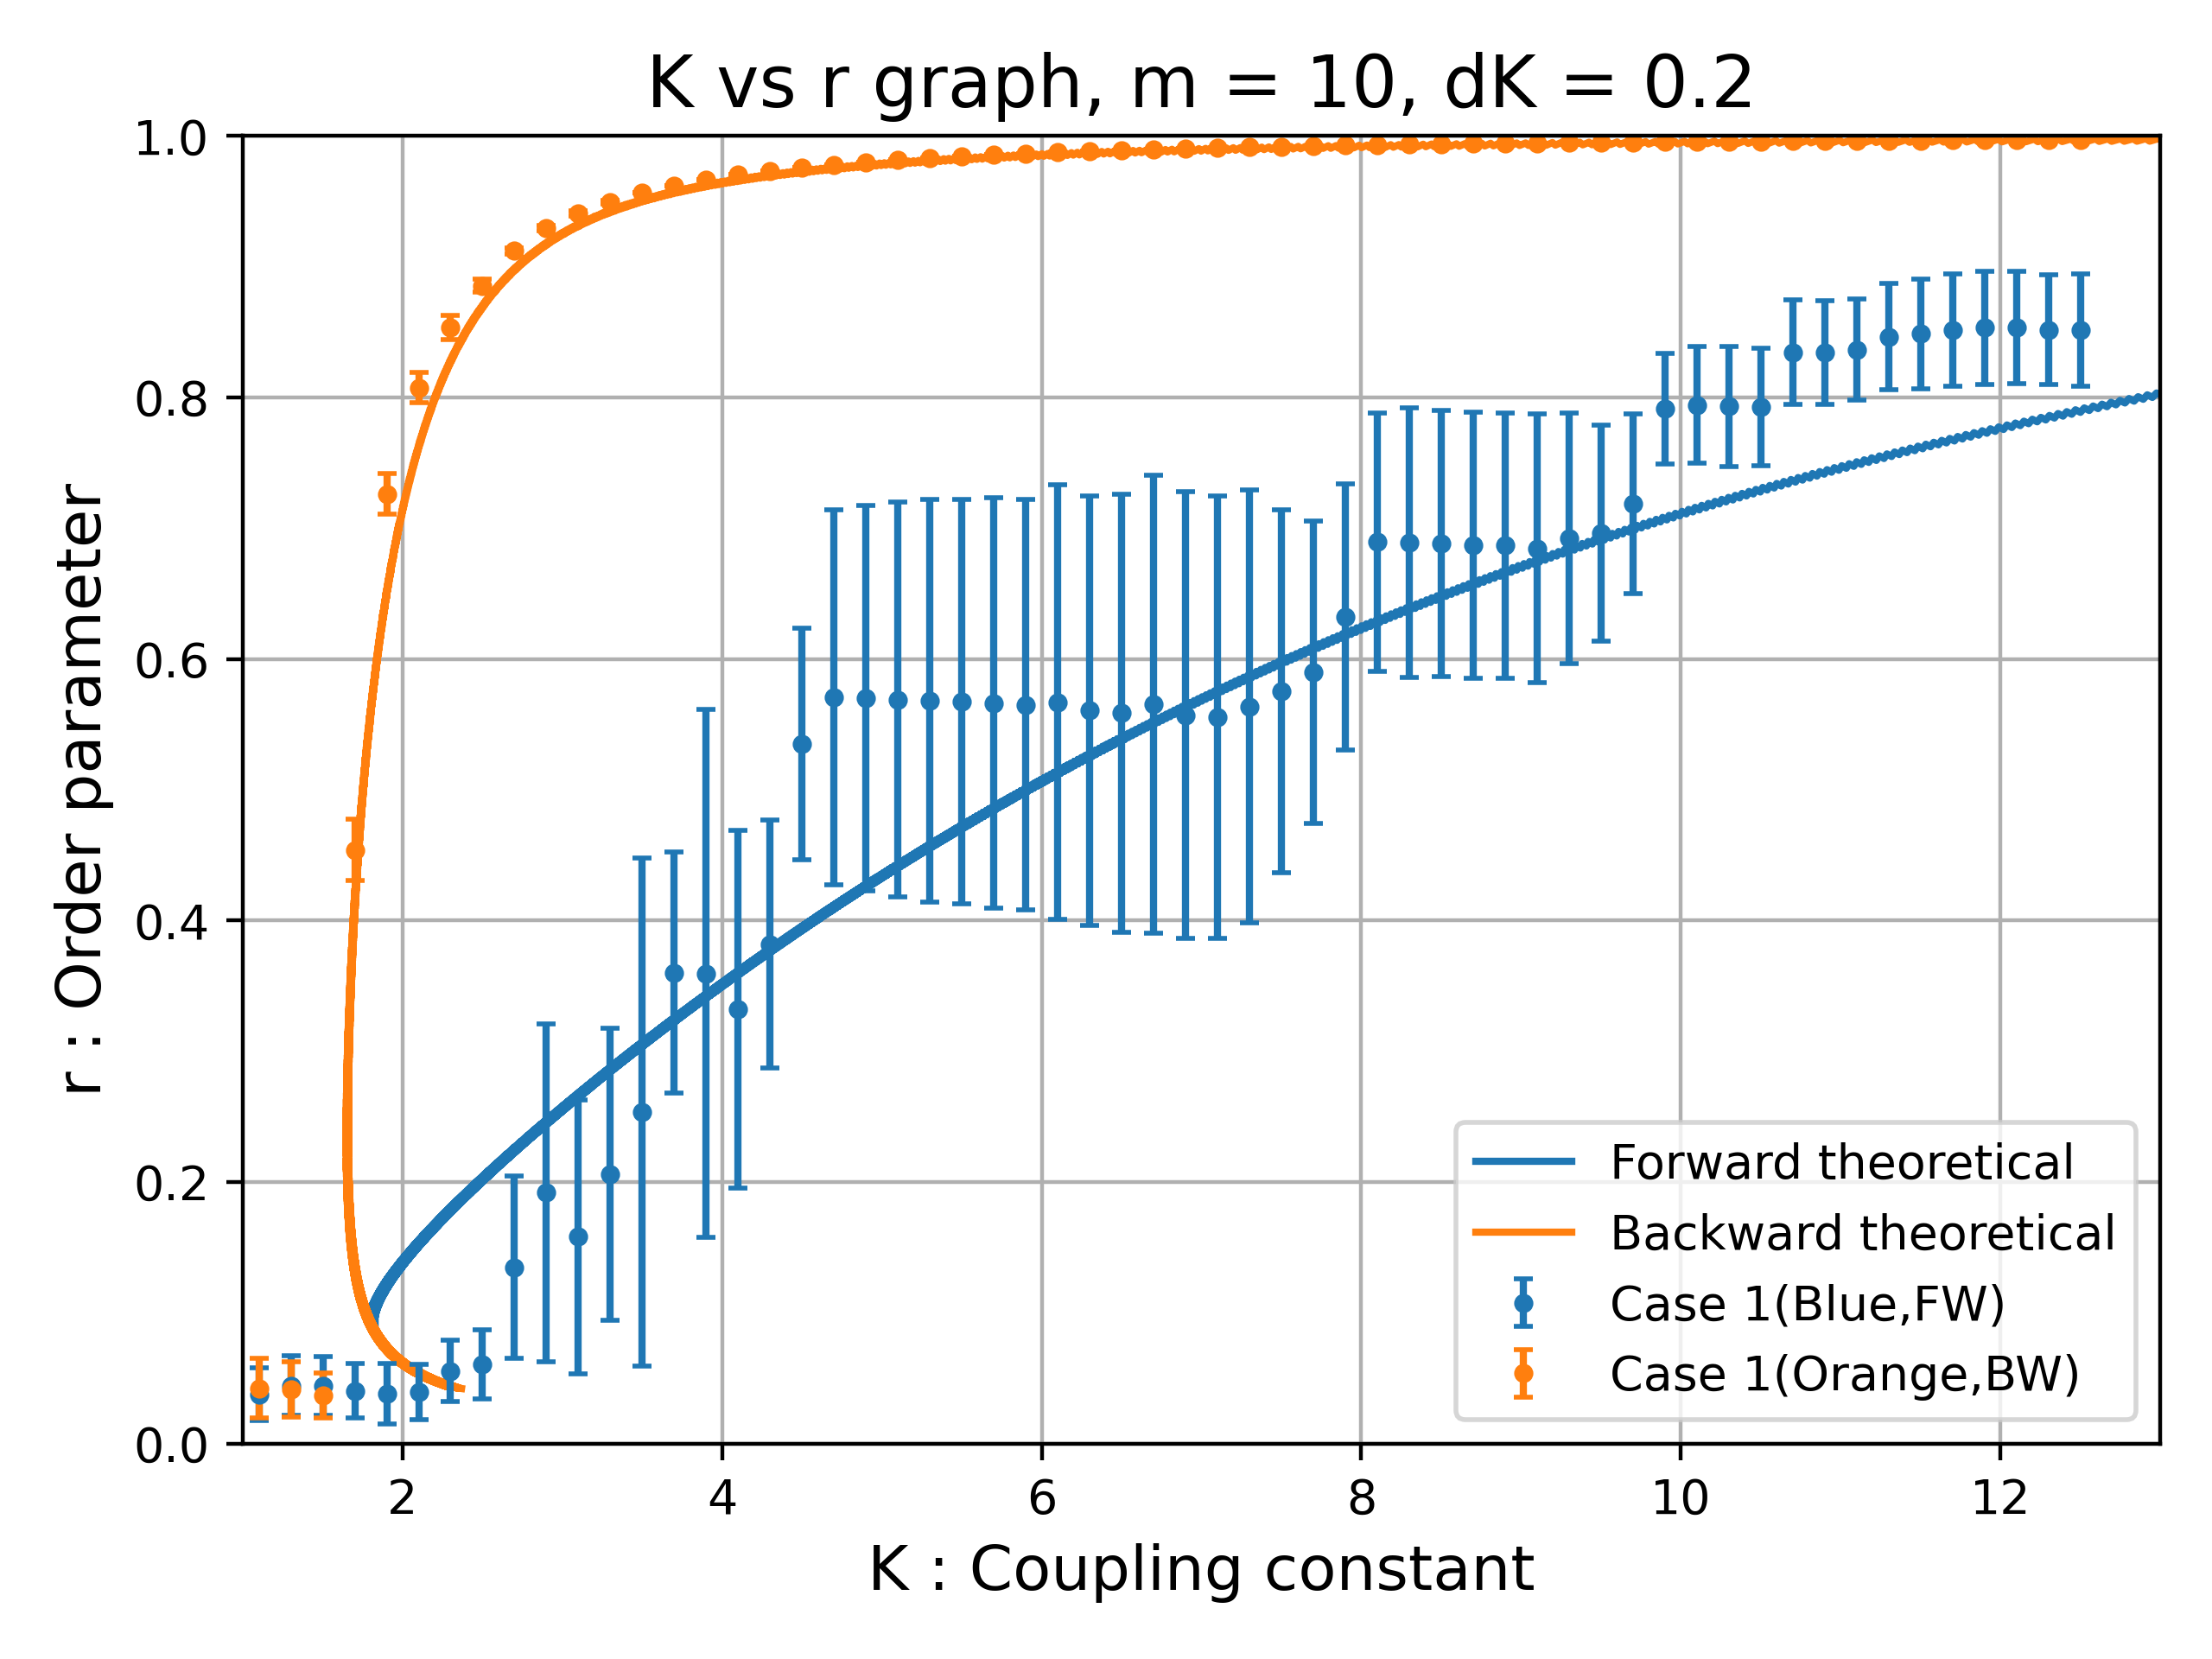 K vs r graph, m = 10, dK = 0.2
1.0
0.8
0.6
0.4
0.2
0.0
r : Order parameter
2 4 6 8 10 12
K : Coupling constant
Forward theoretical
Backward theoretical
Case 1(Blue,FW)
Case 1(Orange,BW)